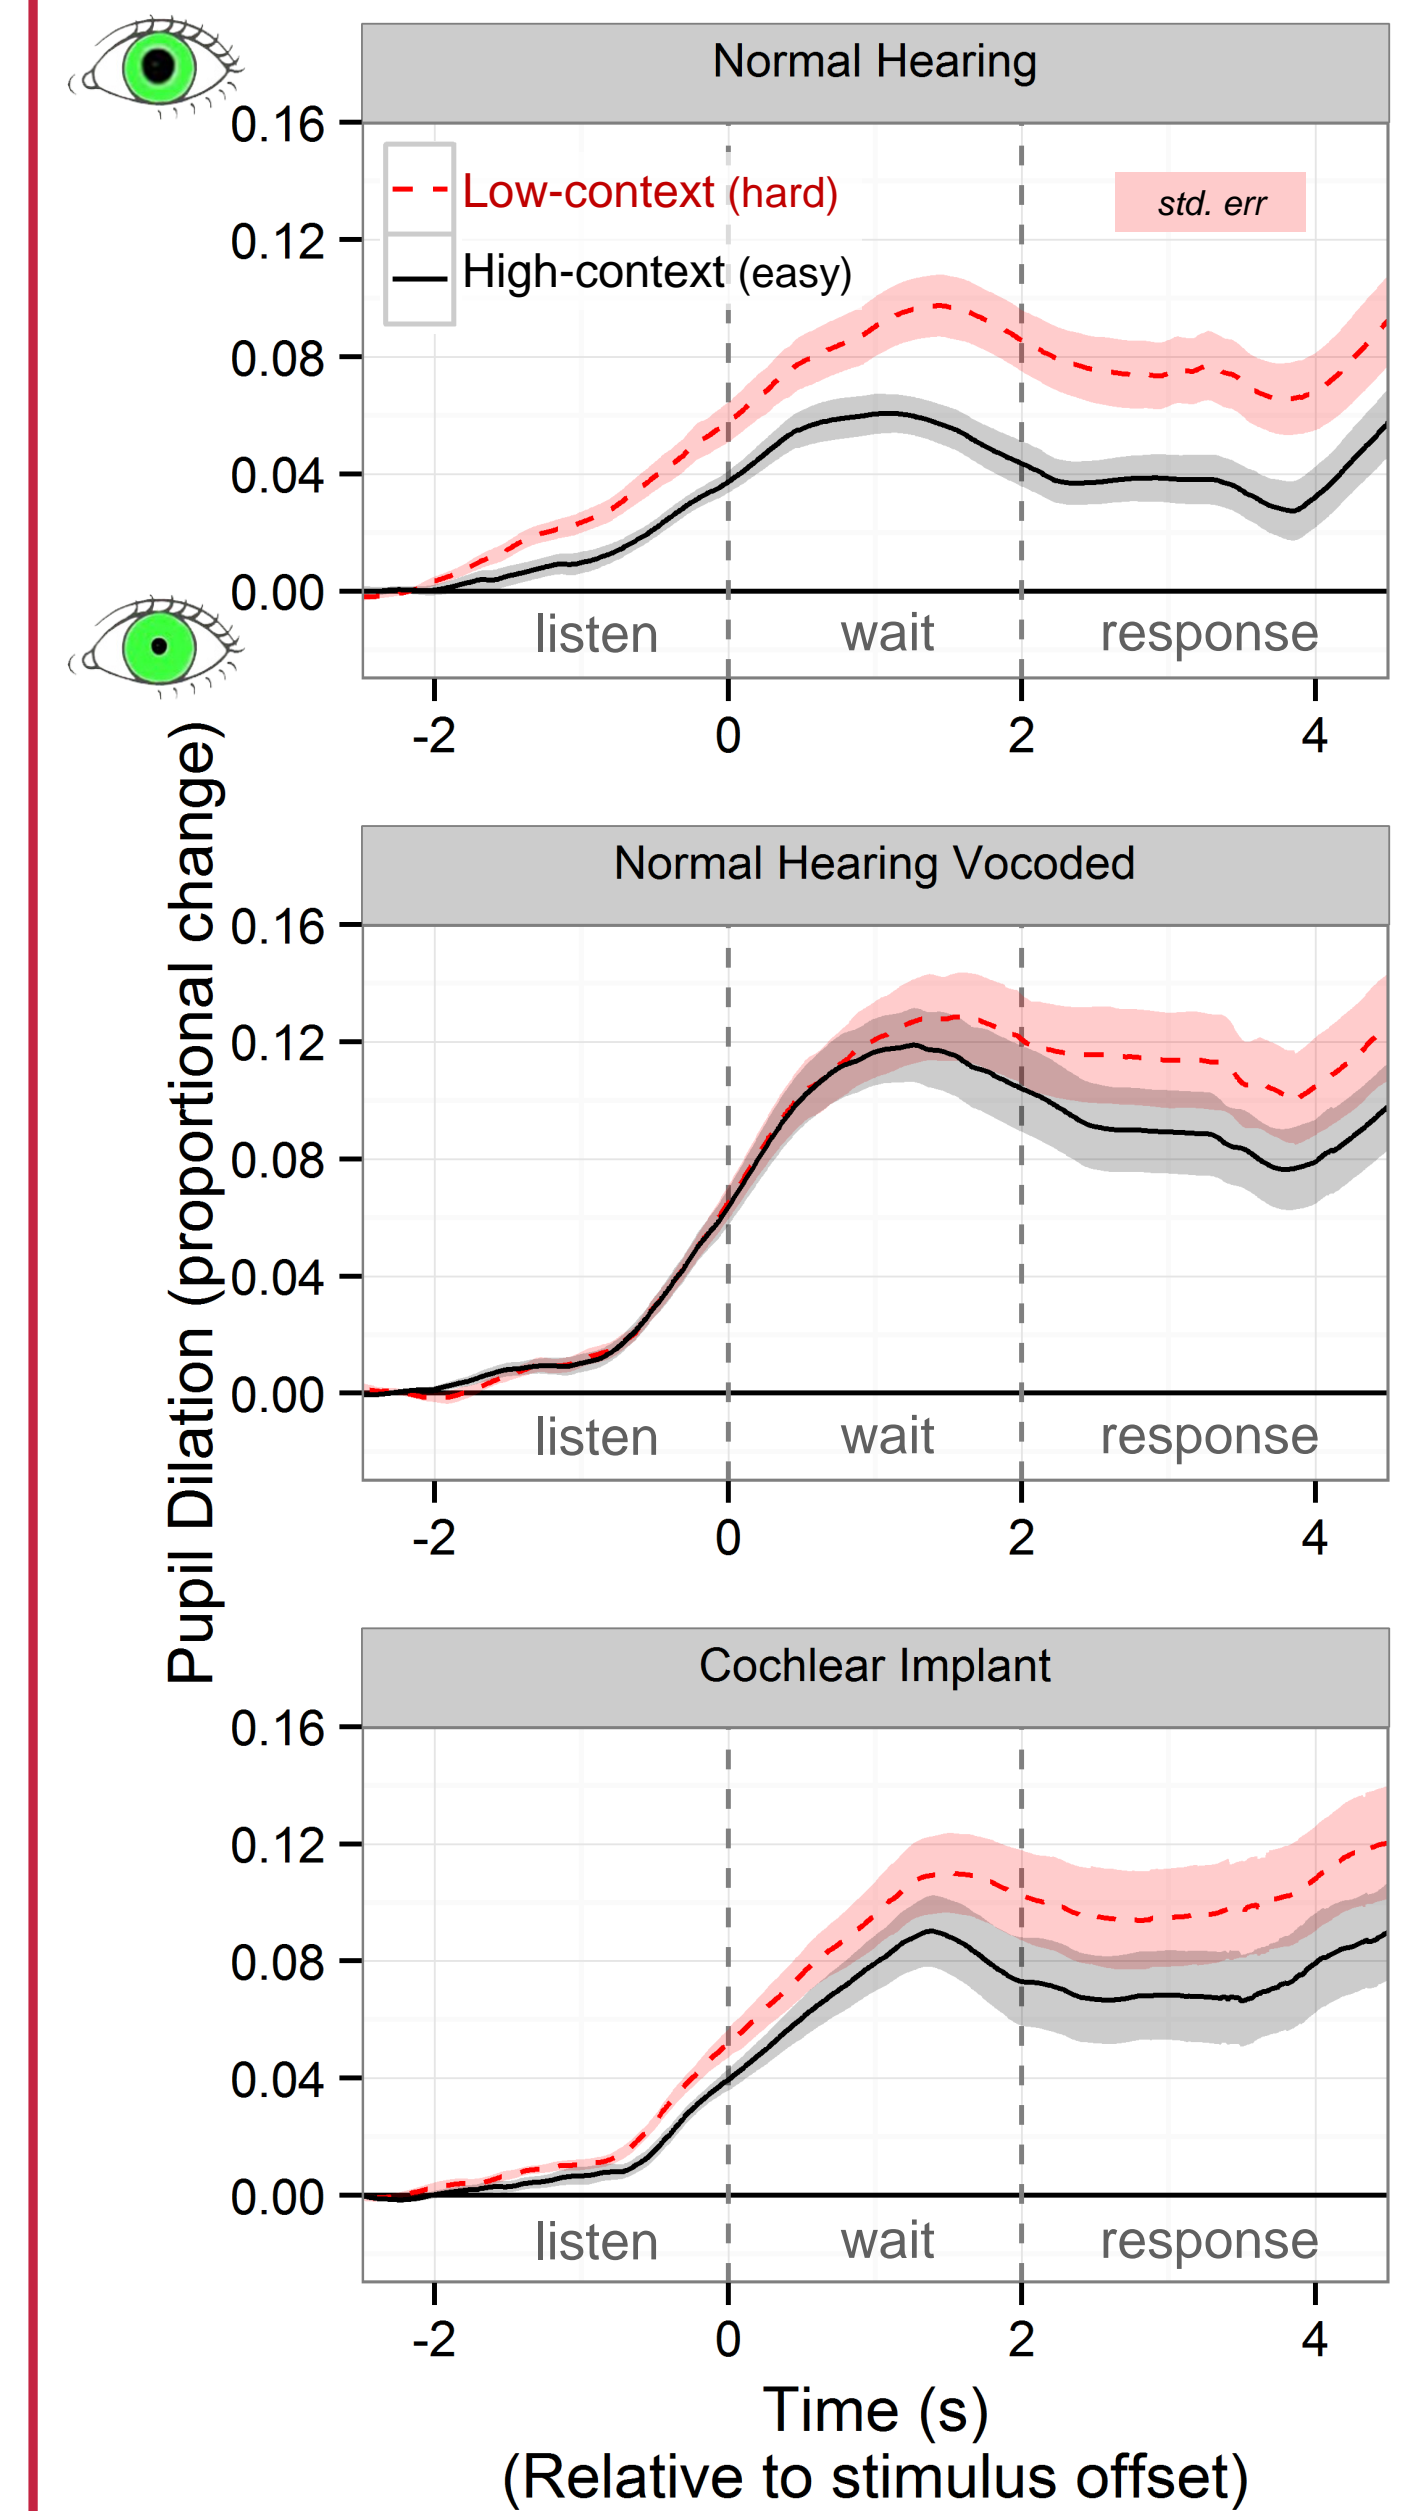 Normal Hearing
0.16
0.12
0.08
0.04
0.00
Low-context (hard)
High-context (easy)
std. err
listen wait response
-2 0 2 4
Pupil Dilation (proportional change)
Normal Hearing Vocoded
0.16
0.12
0.08
0.04
0.00
listen wait response
-2 0 2 4
Cochlear Implant
0.16
0.12
0.08
0.04
0.00
listen wait response
-2 0 2 4
Time (s)
(Relative to stimulus offset)